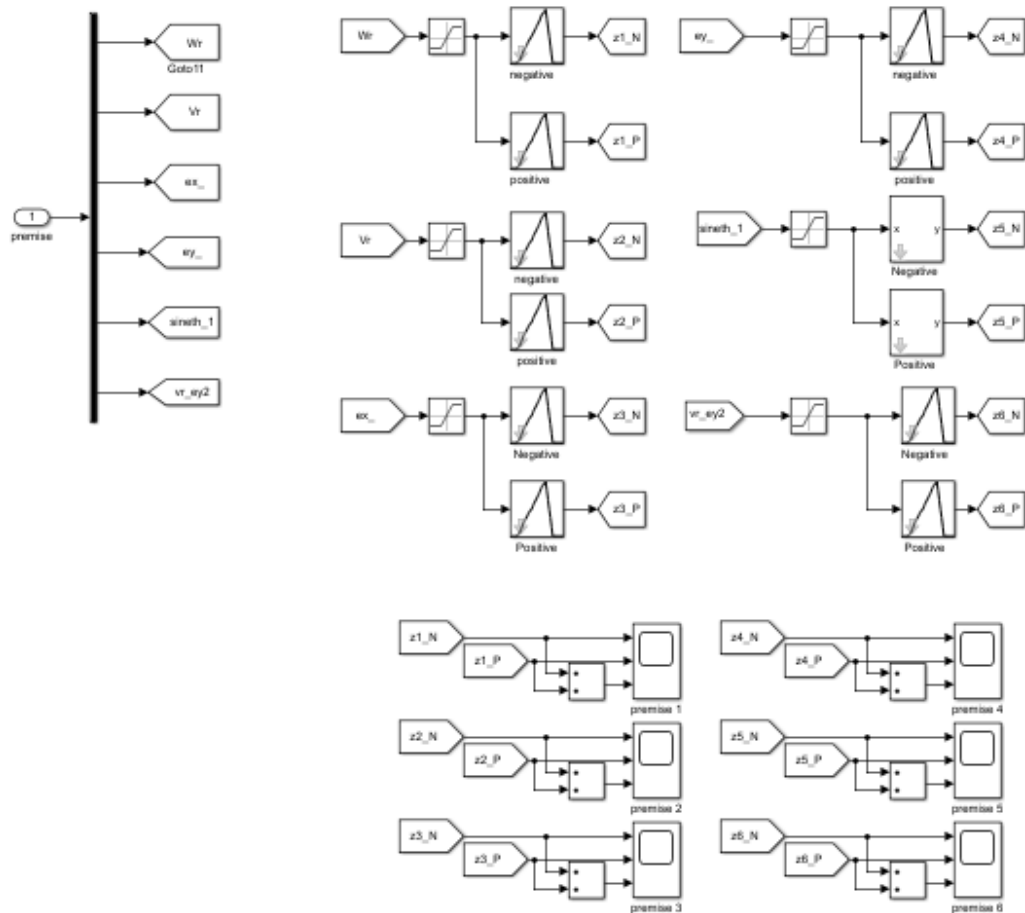 1
premise
Wr
Goto11
Vr
ex_
ey_
sineth_1
vr_ey2
Wr
negative
z1_N
positive
z1_P
Vr
negative
z2_N
positive
z2_P
ex_
Negative
z3_N
Positive
z3_P
ey_
negative
z4_N
positive
z4_P
sineth_1
x
y
Negative
z5_N
x
y
Positive
z5_P
vr_ey2
Negative
z6_N
Positive
z6_P
z1_N
z1_P
premise 1
z2_N
z2_P
premise 2
z3_N
z3_P
premise 3
z4_N
z4_P
premise 4
z5_N
z5_P
premise 5
z6_N
z6_P
premise 6